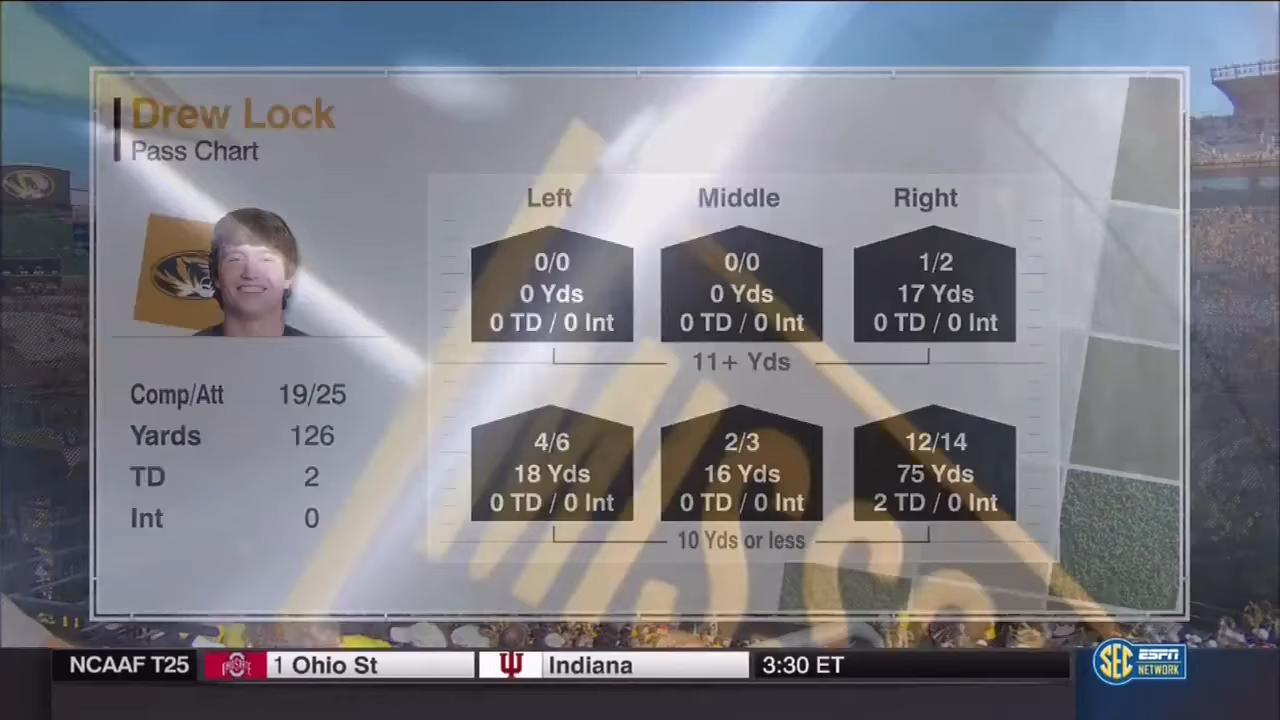 Drew Lock
Pass Chart
Left
Middle
Right
0/0
0 Yds
0 TD / 0 Int
0/0
0 Yds
0 TD / 0 Int
1/2
17 Yds
0 TD / 0 Int
11+ Yds
4/6
18 Yds
0 TD / 0 Int
2/3
16 Yds
0 TD / 0 Int
12/14
75 Yds
2 TD / 0 Int
10 Yds or less
Comp/Att 19/25
Yards 126
TD 2
Int 0
NCAAF T25 1 Ohio St Indiana 3:30 ET
SEC ESPN NETWORK